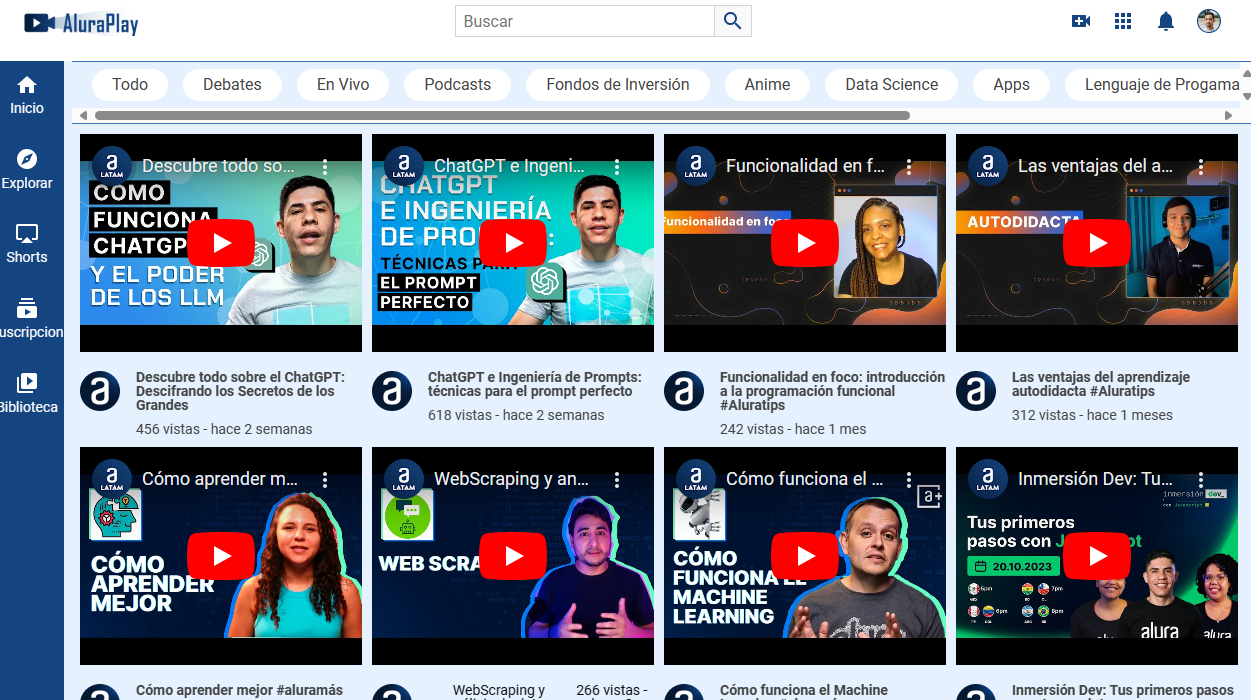 AluraPlay
Buscar
Inicio
Explorar
Shorts
uscripcion
Biblioteca
Todo
Debates
En Vivo
Podcasts
Fondos de Inversión
Anime
Data Science
Apps
Lenguaje de Progama
a LATAM
Descubre todo so...
COMO
FUNCIONA
CHATGP
Y EL PODER
DE LOS LLM
a LATAM
ChatGPT e Ingeni...
CHATGPT
E INGENIERÍA
DE PRO
:
TÉCNICAS PARA
EL PROMPT
PERFECTO
a LATAM
Funcionalidad en f...
Funcionalidad en foco:
a LATAM
Las ventajas del a...
AUTODIDACTA
a
Descubre todo sobre el ChatGPT:
Descifrando los Secretos de los
Grandes
456 vistas - hace 2 semanas
a
ChatGPT e Ingeniería de Prompts:
técnicas para el prompt perfecto
618 vistas - hace 2 semanas
a
Funcionalidad en foco: introducción
a la programación funcional
#Aluratips
242 vistas - hace 1 mes
a
Las ventajas del aprendizaje
autodidacta #Aluratips
312 vistas - hace 1 meses
a LATAM
Cómo aprender m...
CÓMO
APRENDER
MEJOR
a LATAM
WebScraping y an...
WEB SCRA
a LATAM
Cómo funciona el ...
a+
CÓMO
FUNCIONA EL
MACHINE
LEARNING
a LATAM
Inmersión Dev: Tu...
inmersión dev_
con Javascript
Tus primeros
pasos con J
ot
20.10.2023
5pm
7pm
6pm
8pm
alura
alura
Cómo aprender mejor #aluramás
WebScraping y
266 vistas -
Cómo funciona el Machine
Inmersión Dev: Tus primeros pasos